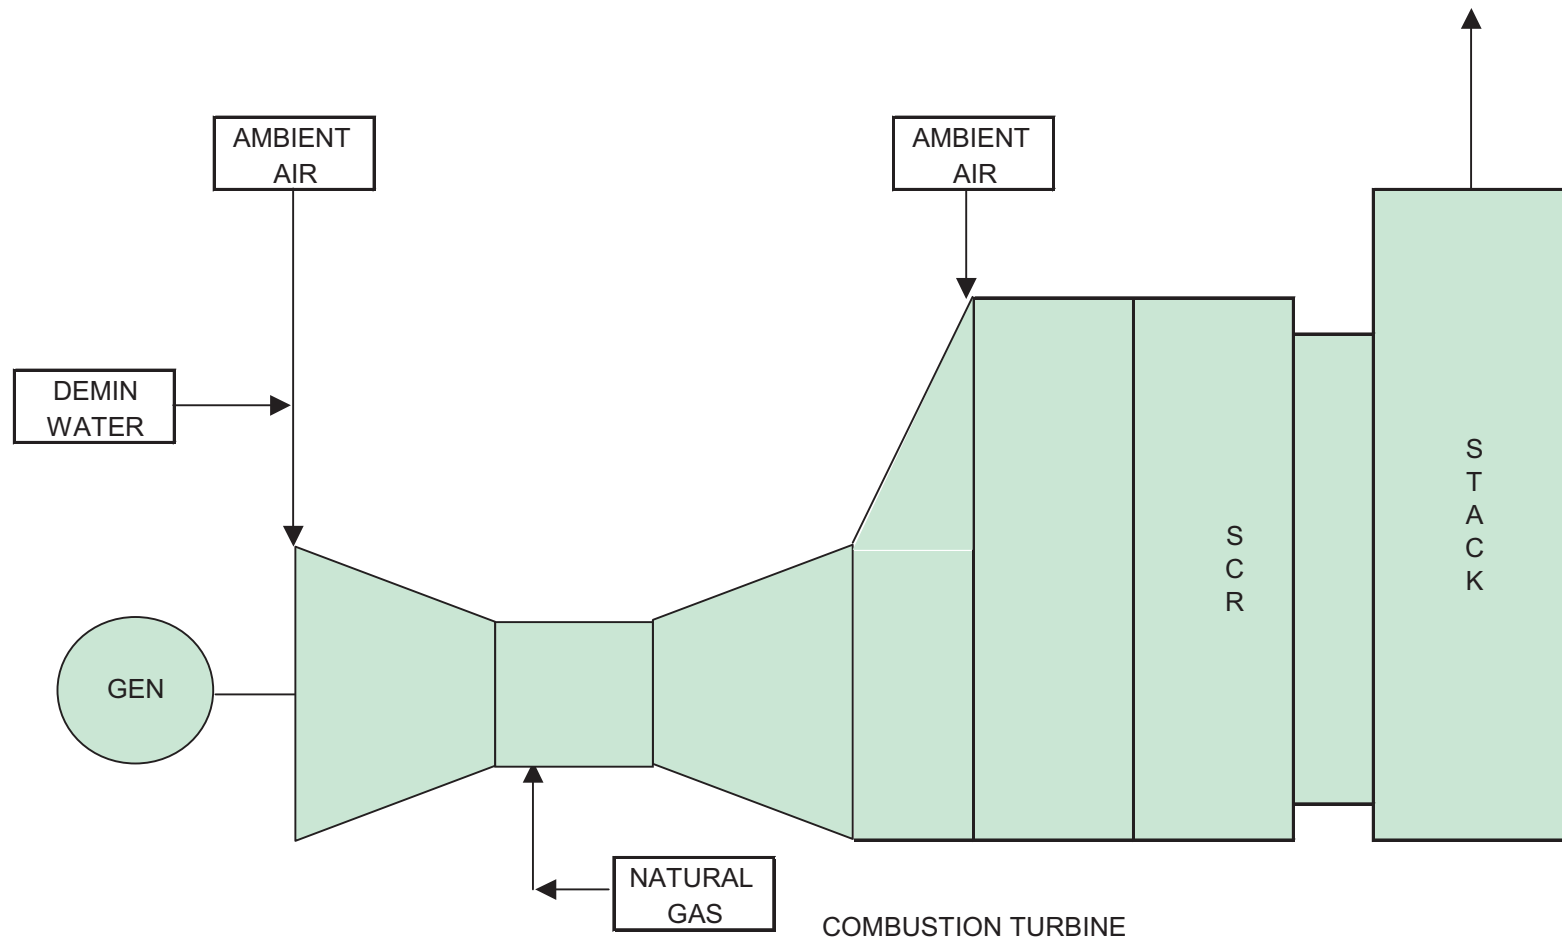 AMBIENT
AIR
AMBIENT
AIR
DEMIN
WATER
S
T
A
C
K
S
C
R
GEN
NATURAL
GAS
COMBUSTION TURBINE